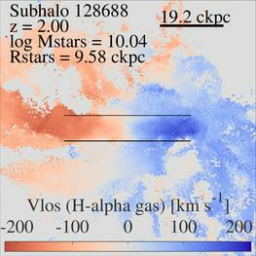 Subhalo 128688
19.2 ckpc
z = 2.00
log Mstars = 10.04
Rstars = 9.58 ckpc
Vlos (H-alpha gas) [km s⁻¹]
-200 -100 0 100 200